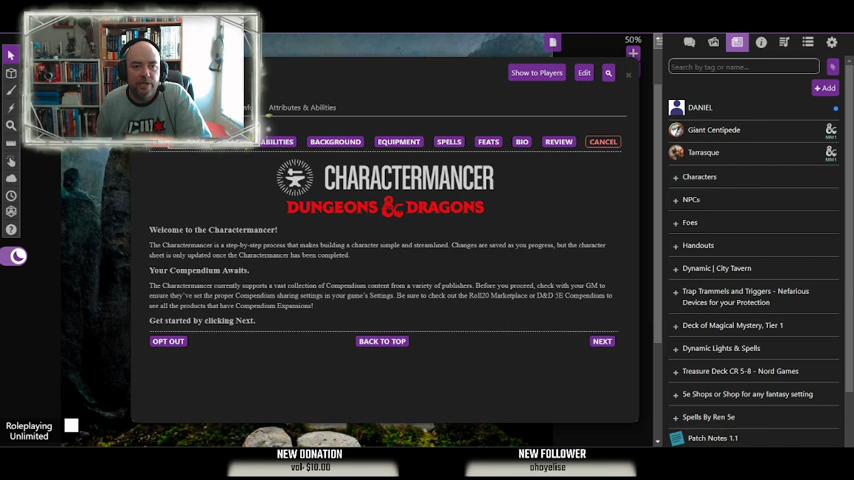 50%
Show to Players
Edit
Search by tag or name...
+ Add
Attributes & Abilities
DANIEL
Giant Centipede
MM1
ABILITIES
BACKGROUND
EQUIPMENT
SPELLS
FEATS
BIO
REVIEW
CANCEL
Tarrasque
MM1
+ Characters
CHARACTERMANCER
DUNGEONS & DRAGONS
+ NPCs
+ Foes
Welcome to the Charactermancer!
The Charactermancer is a step-by-step process that makes building a character simple and streamlined. Changes are saved as you progress, but the character
sheet is only updated once the Charactermancer has been completed.
+ Handouts
Your Compendium Awaits.
+ Dynamic | City Tavern
The Charactermancer currently supports a vast collection of Compendium content from a variety of publishers. Before you proceed, check with your GM to
ensure they've set the proper Compendium sharing settings in your game's Settings. Be sure to check out the Roll20 Marketplace or D&D 5E Compendium to
see all the products that have Compendium Expansions!
+ Trap Trammels and Triggers - Nefarious
Devices for your Protection
Get started by clicking Next.
+ Deck of Magical Mystery, Tier 1
OPT OUT
BACK TO TOP
NEXT
+ Dynamic Lights & Spells
+ Treasure Deck CR 5-8 - Nord Games
+ 5e Shops or Shop for any fantasy setting
+ Spells By Ren 5e
Patch Notes 1.1
Roleplaying
Unlimited
NEW DONATION
vol- $10.00
NEW FOLLOWER
ohoyelise